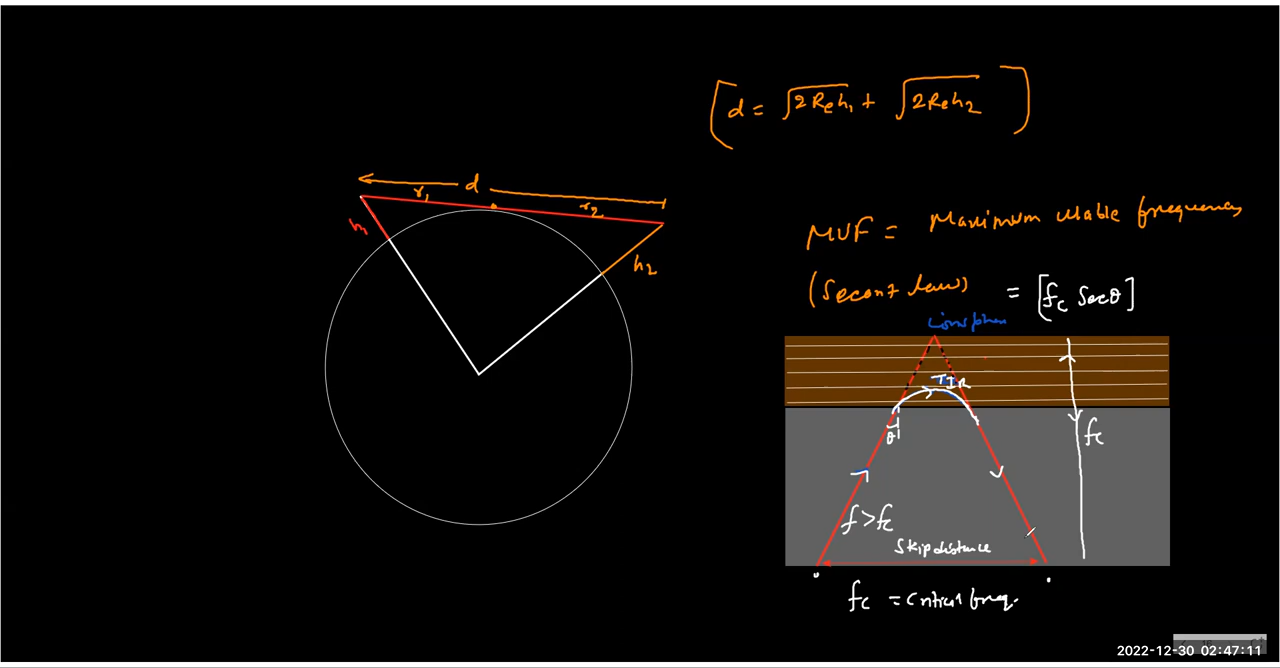 [d = √2Reh₁ + √2Reh₂]
d
r₁
r₂
h₁
h₂
MUF = Maximum usable frequency
(Secant law) = [fc Secθ]
ionosphere
TIR
θ
fc
f > fc
Skip distance
fc = critical freq.
2022-12-30 02:47:11